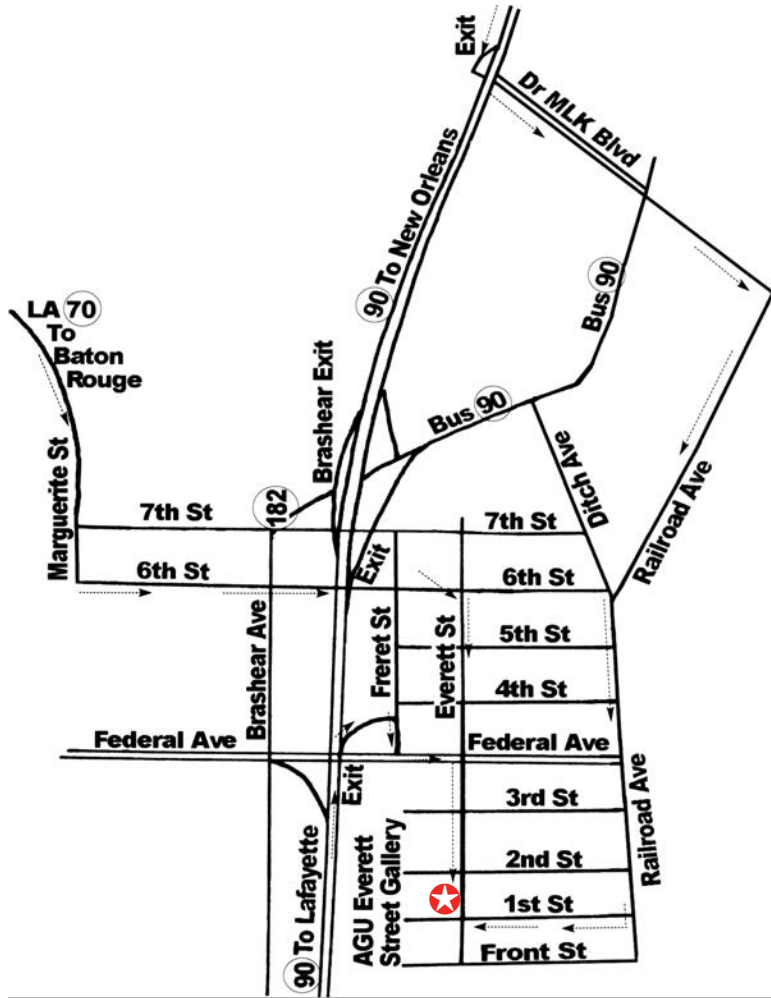 Exit
Dr MLK Blvd
90 To New Orleans
Bus 90
LA 70
To
Baton
Rouge
Brashear Exit
Bus 90
Ditch Ave
Railroad Ave
Marguerite St
7th St
182
7th St
6th St
Exit
6th St
Brashear Ave
Freret St
Everett St
5th St
4th St
Federal Ave
Federal Ave
Exit
3rd St
Railroad Ave
90 To Lafayette
AGU Everett
Street Gallery
2nd St
1st St
Front St